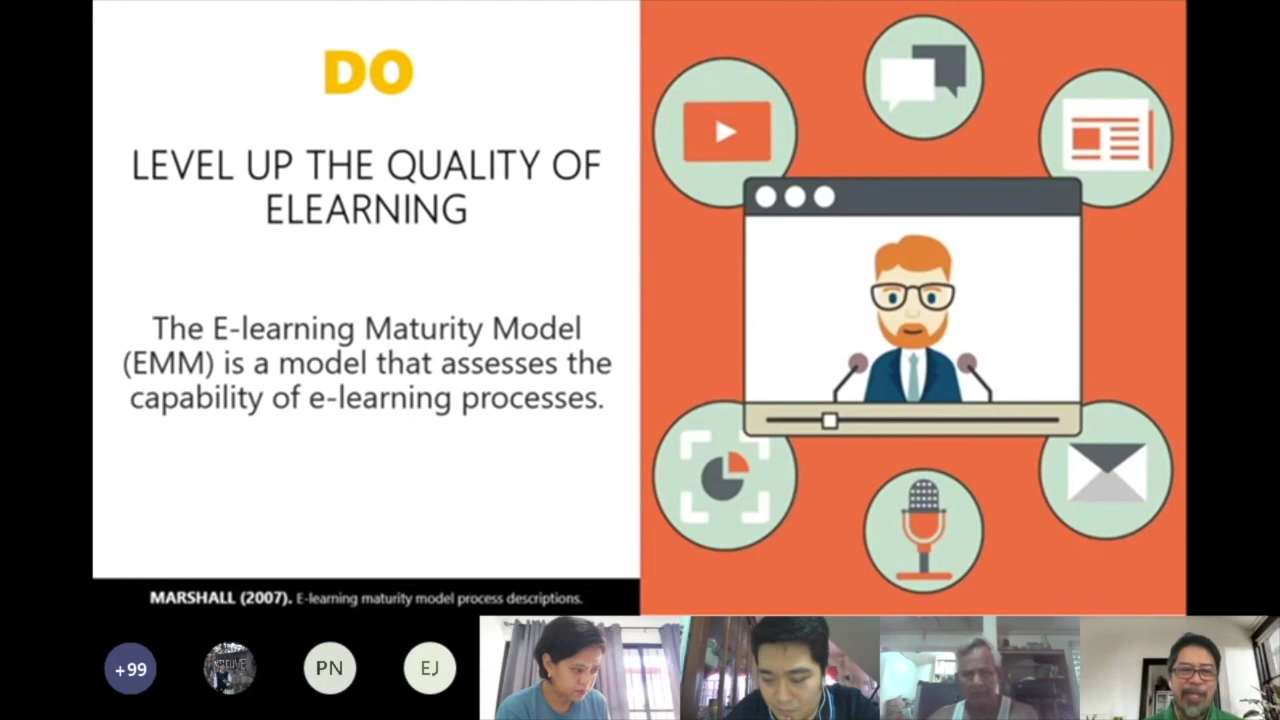 DO
LEVEL UP THE QUALITY OF
ELEARNING
The E-learning Maturity Model
(EMM) is a model that assesses the
capability of e-learning processes.
MARSHALL (2007). E-learning maturity model process descriptions.
+99
PN
EJ